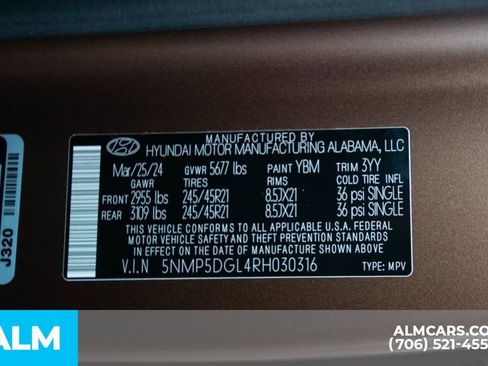 MANUFACTURED BY
HYUNDAI MOTOR MANUFACTURING ALABAMA, LLC
Mar/25/24 GVWR 5677 lbs PAINT YBM TRIM 3YY
GAWR TIRES RIMS COLD TIRE INFL
FRONT 2955 lbs 245/45R21 8.5JX21 36 psi SINGLE
REAR 3109 lbs 245/45R21 8.5JX21 36 psi SINGLE
THIS VEHICLE CONFORMS TO ALL APPLICABLE U.S.A. FEDERAL
MOTOR VEHICLE SAFETY, BUMPER, AND THEFT PREVENTION STANDARDS
IN EFFECT ON THE DATE OF MANUFACTURE SHOWN ABOVE.
V.I.N 5NMP5DGL4RH030316 TYPE: MPV
J320
ALM
ALMCARS.CO
(706) 521-455